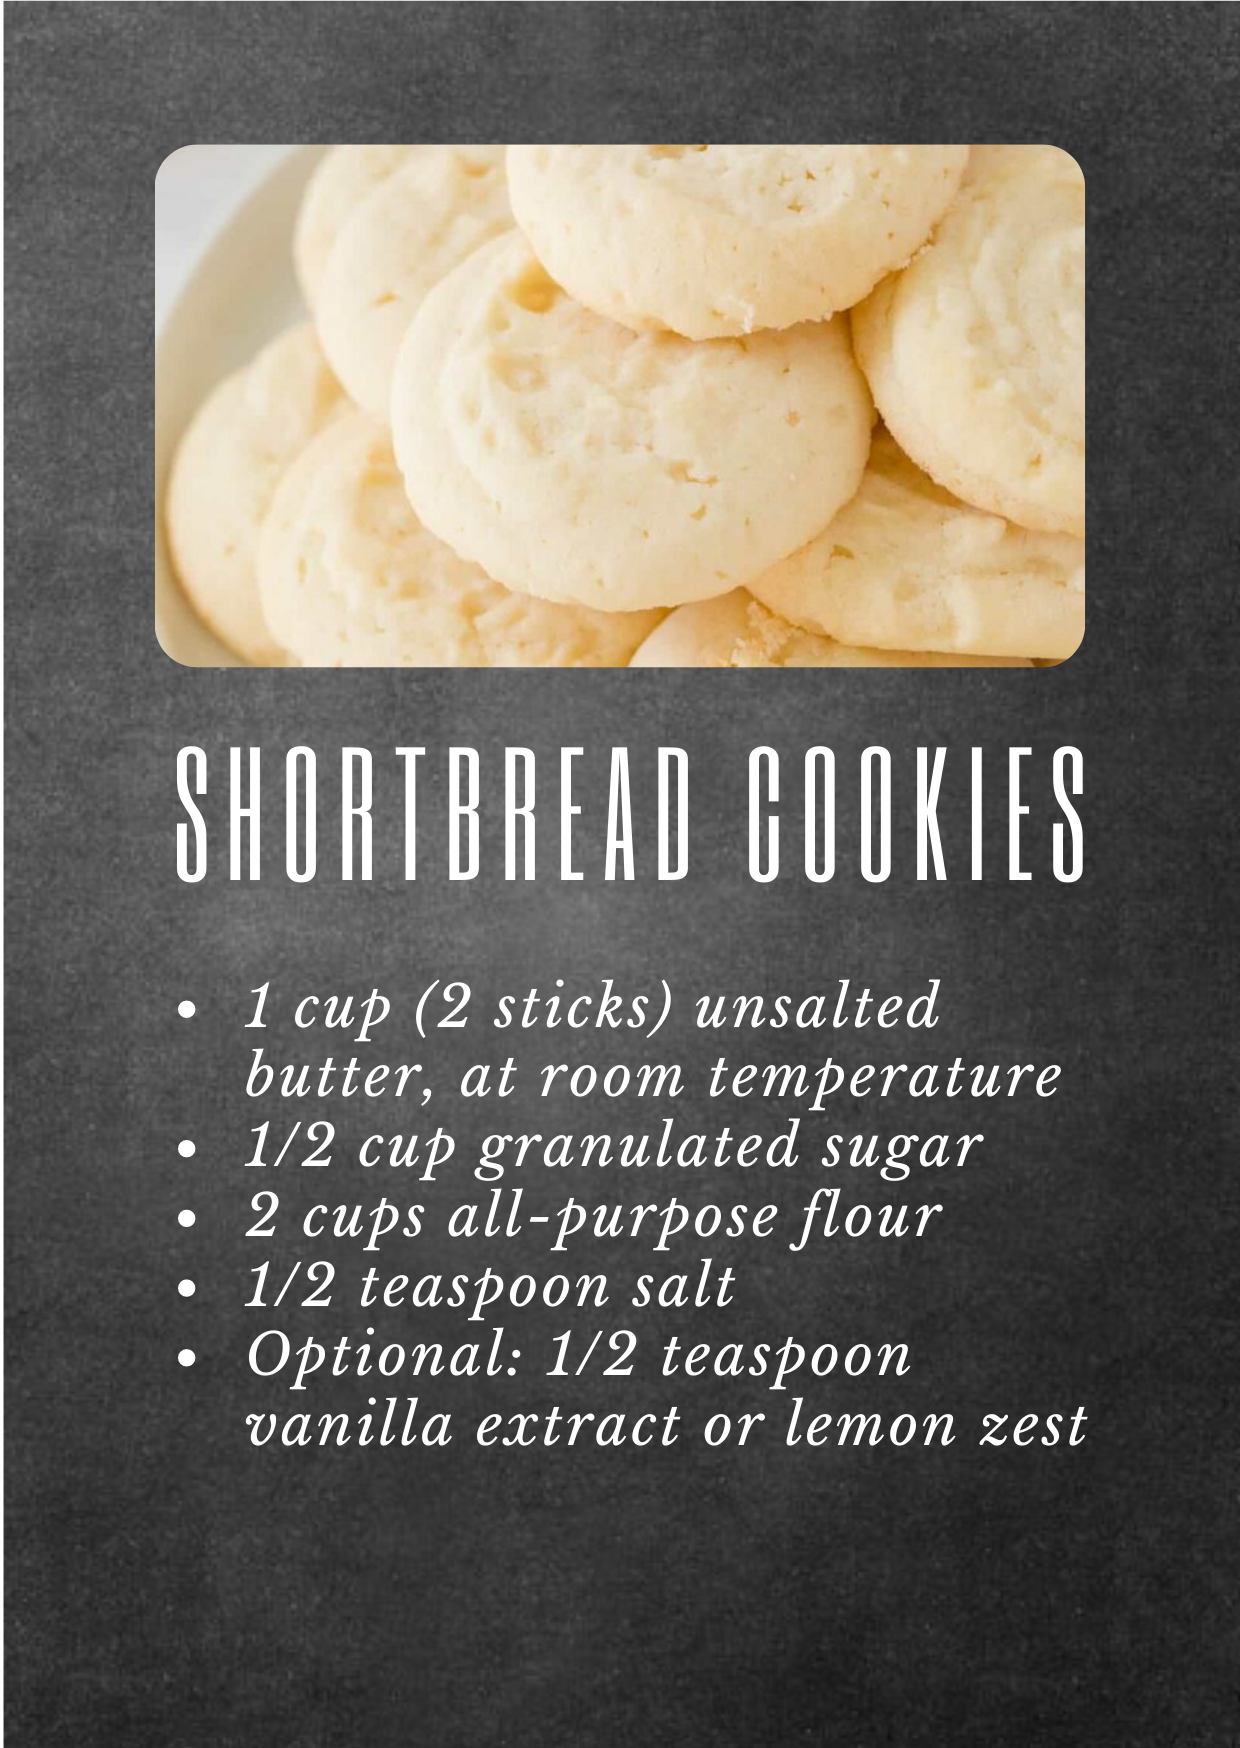 SHORTBREAD COOKIES
• 1 cup (2 sticks) unsalted
butter, at room temperature
• 1/2 cup granulated sugar
• 2 cups all-purpose flour
• 1/2 teaspoon salt
• Optional: 1/2 teaspoon
vanilla extract or lemon zest